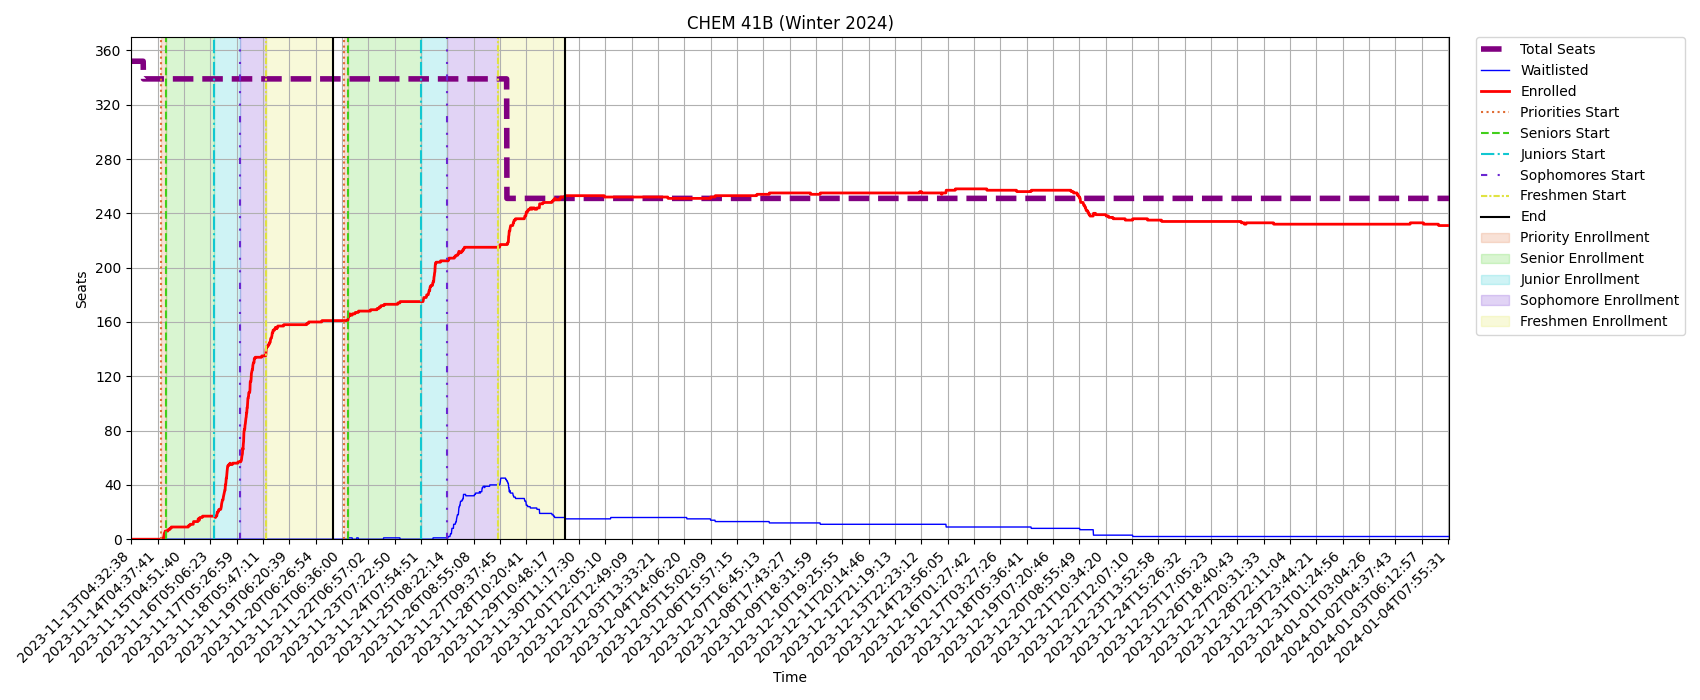 CHEM 41B (Winter 2024)
Seats
360
320
280
240
200
160
120
80
40
0
2023-11-13T04:32:38
2023-11-14T04:37:41
2023-11-15T04:51:40
2023-11-16T05:06:23
2023-11-17T05:26:59
2023-11-18T05:47:11
2023-11-19T06:20:39
2023-11-20T06:26:54
2023-11-21T06:36:00
2023-11-22T06:57:02
2023-11-23T07:22:50
2023-11-24T07:54:51
2023-11-25T08:22:14
2023-11-26T08:55:08
2023-11-27T09:37:45
2023-11-28T10:20:41
2023-11-29T10:48:17
2023-11-30T11:17:30
2023-12-01T12:05:10
2023-12-02T12:49:09
2023-12-03T13:33:21
2023-12-04T14:06:20
2023-12-05T15:02:09
2023-12-06T15:57:15
2023-12-07T16:45:13
2023-12-08T17:43:27
2023-12-09T18:31:59
2023-12-10T19:25:55
2023-12-11T20:14:46
2023-12-12T21:19:13
2023-12-13T22:23:12
2023-12-14T23:56:05
2023-12-16T01:27:42
2023-12-17T03:27:26
2023-12-18T05:36:41
2023-12-19T07:20:46
2023-12-20T08:55:49
2023-12-21T10:34:20
2023-12-22T12:07:10
2023-12-23T13:52:58
2023-12-24T15:26:32
2023-12-25T17:05:23
2023-12-26T18:40:43
2023-12-27T20:31:33
2023-12-28T22:11:04
2023-12-29T23:44:21
2023-12-31T01:24:56
2024-01-01T03:04:26
2024-01-02T04:37:43
2024-01-03T06:12:57
2024-01-04T07:55:31
Time
Total Seats
Waitlisted
Enrolled
Priorities Start
Seniors Start
Juniors Start
Sophomores Start
Freshmen Start
End
Priority Enrollment
Senior Enrollment
Junior Enrollment
Sophomore Enrollment
Freshmen Enrollment